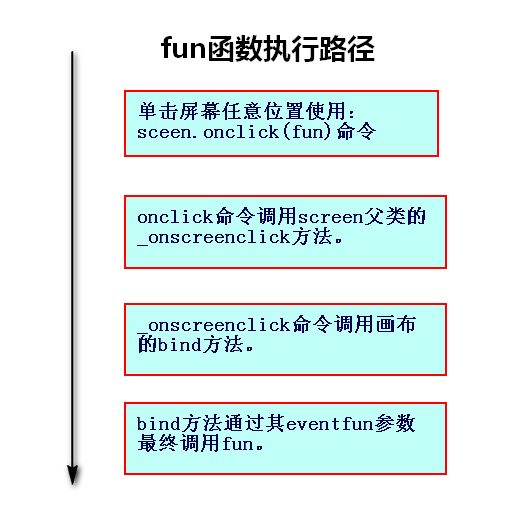 fun函数执行路径
单击屏幕任意位置使用：
sceen.onclick(fun)命令
onclick命令调用screen父类的
_onscreenclick方法。
_onscreenclick命令调用画布
的bind方法。
bind方法通过其eventfun参数
最终调用fun。